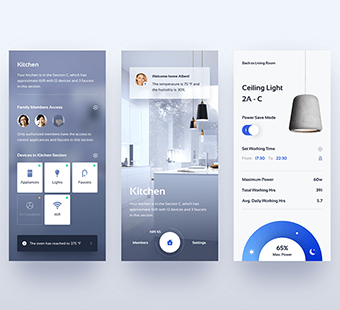 Kitchen
Your kitchen is in the Section C, which has
approximate 16/R with 12 devices and 3 faucets
in this section.
Family Members Access
Only authorized members have the access to
control appliances and faucets in this section.
Devices in Kitchen Section
Appliances
Lights
Faucets
Air Condition
Wifi
The oven has reached to 375 °F
Welcome home Albert!
The temperature is 75 °F and
the humidity is 30%.
Kitchen
Your kitchen is in the Section C, which has
approximate 16/R with 12 devices and 3 faucets
in this section.
Members
Settings
Back to Living Room
Ceiling Light
2A - C
Power Save Mode
Set Working Time
From 17:30 To 22:30
Maximum Power 60w
Total Working Hrs 391
Avg. Daily Working Hrs 5.7
65%
Max. Power